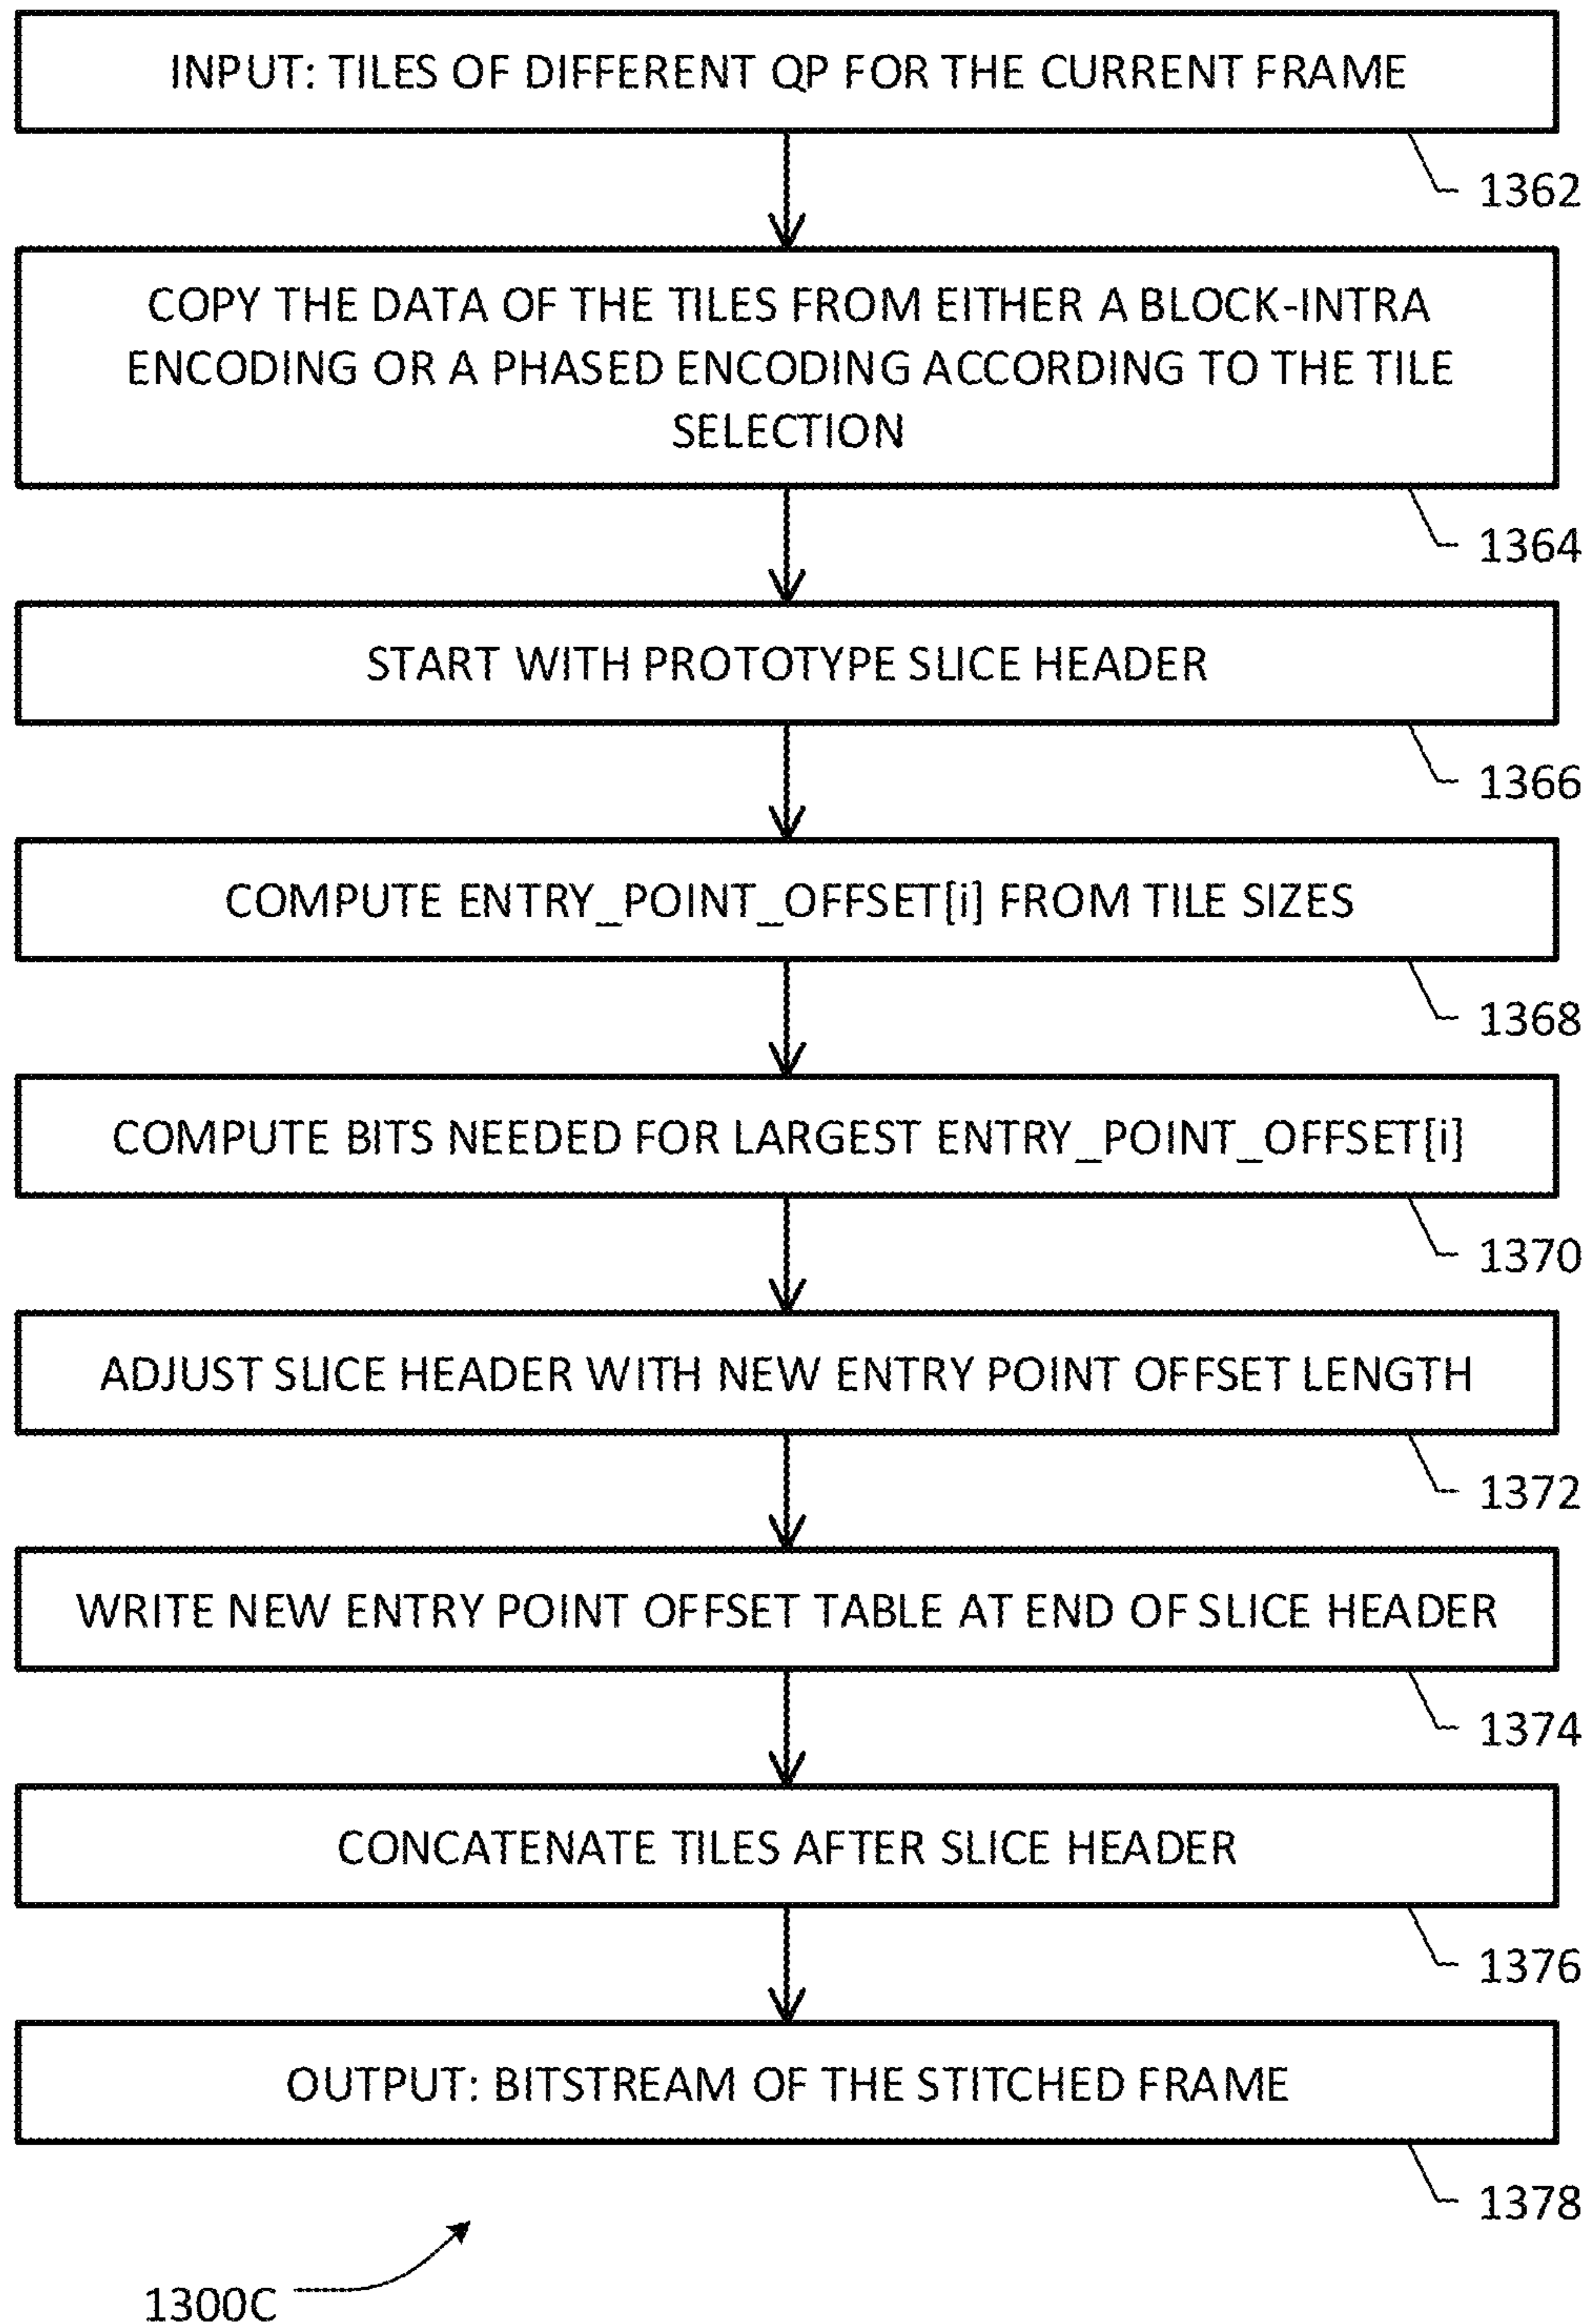 INPUT: TILES OF DIFFERENT QP FOR THE CURRENT FRAME
1362
COPY THE DATA OF THE TILES FROM EITHER A BLOCK-INTRA
ENCODING OR A PHASED ENCODING ACCORDING TO THE TILE
SELECTION
1364
START WITH PROTOTYPE SLICE HEADER
1366
COMPUTE ENTRY_POINT_OFFSET[i] FROM TILE SIZES
1368
COMPUTE BITS NEEDED FOR LARGEST ENTRY_POINT_OFFSET[i]
1370
ADJUST SLICE HEADER WITH NEW ENTRY POINT OFFSET LENGTH
1372
WRITE NEW ENTRY POINT OFFSET TABLE AT END OF SLICE HEADER
1374
CONCATENATE TILES AFTER SLICE HEADER
1376
OUTPUT: BITSTREAM OF THE STITCHED FRAME
1378
1300C